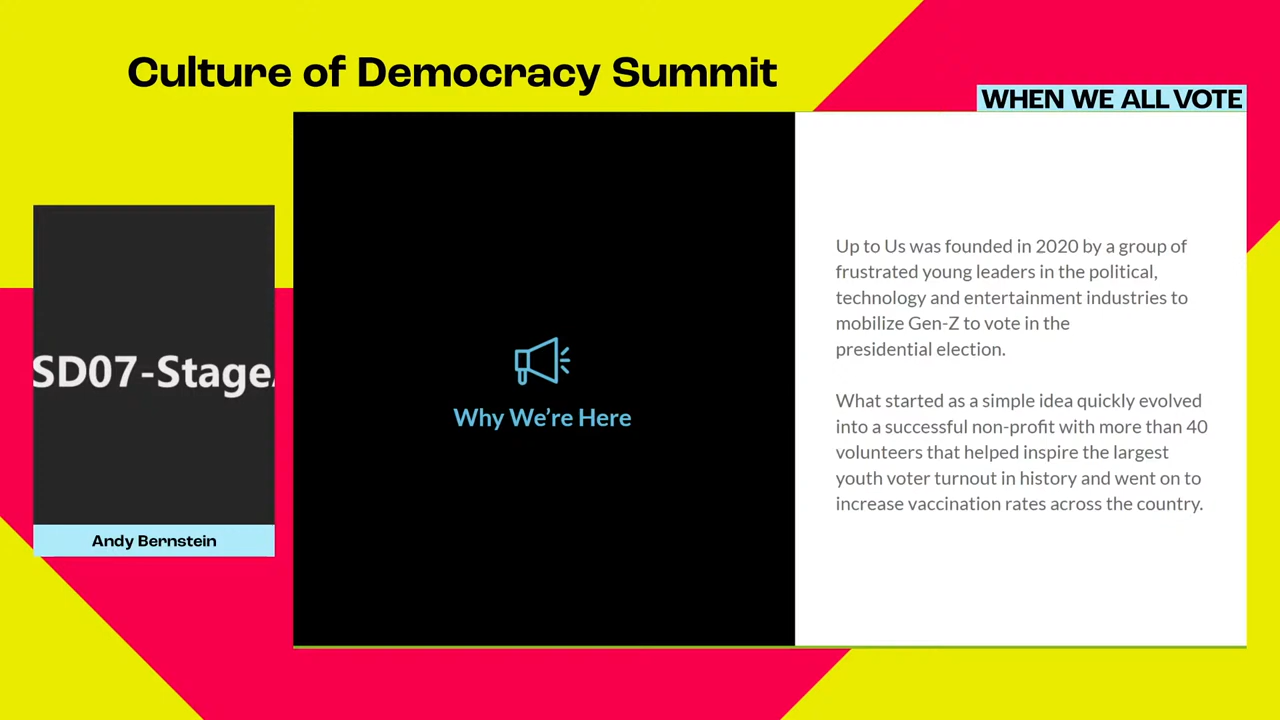 Culture of Democracy Summit
WHEN WE ALL VOTE
SD07-Stage
Andy Bernstein
Why We’re Here
Up to Us was founded in 2020 by a group of
frustrated young leaders in the political,
technology and entertainment industries to
mobilize Gen-Z to vote in the
presidential election.
What started as a simple idea quickly evolved
into a successful non-profit with more than 40
volunteers that helped inspire the largest
youth voter turnout in history and went on to
increase vaccination rates across the country.